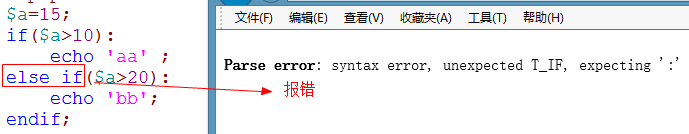 $a=15;
if($a>10):
echo 'aa' ;
else if($a>20):
echo 'bb';
endif;
文件(F) 编辑(E) 查看(V) 收藏夹(A) 工具(T) 帮助(H)
Parse error: syntax error, unexpected T_IF, expecting ':'
报错